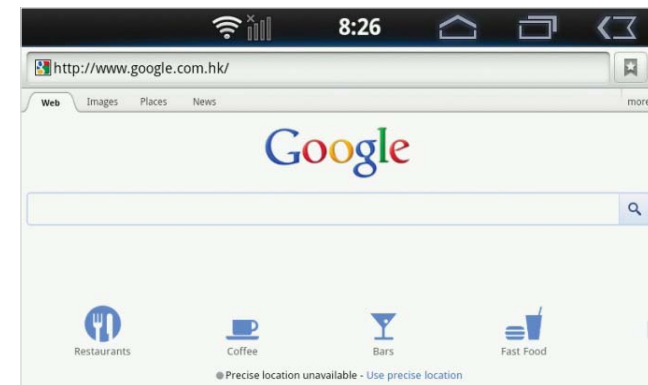 8:26
http://www.google.com.hk/
Web Images Places News more
Google
Restaurants Coffee Bars Fast Food
Precise location unavailable - Use precise location